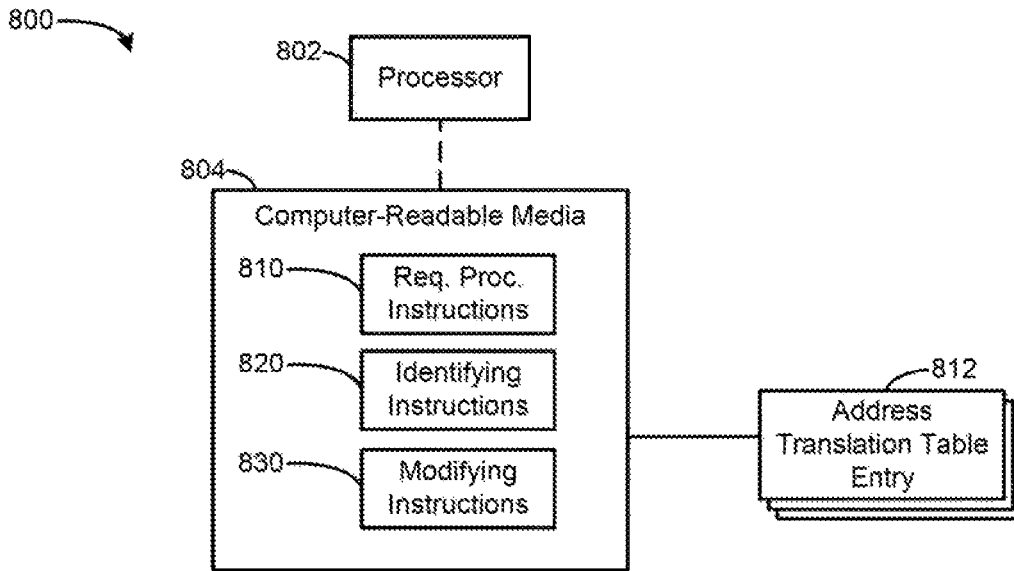 800
802
Processor
804
Computer-Readable Media
810
Req. Proc.
Instructions
820
Identifying
Instructions
812
Address
Translation Table
Entry
830
Modifying
Instructions